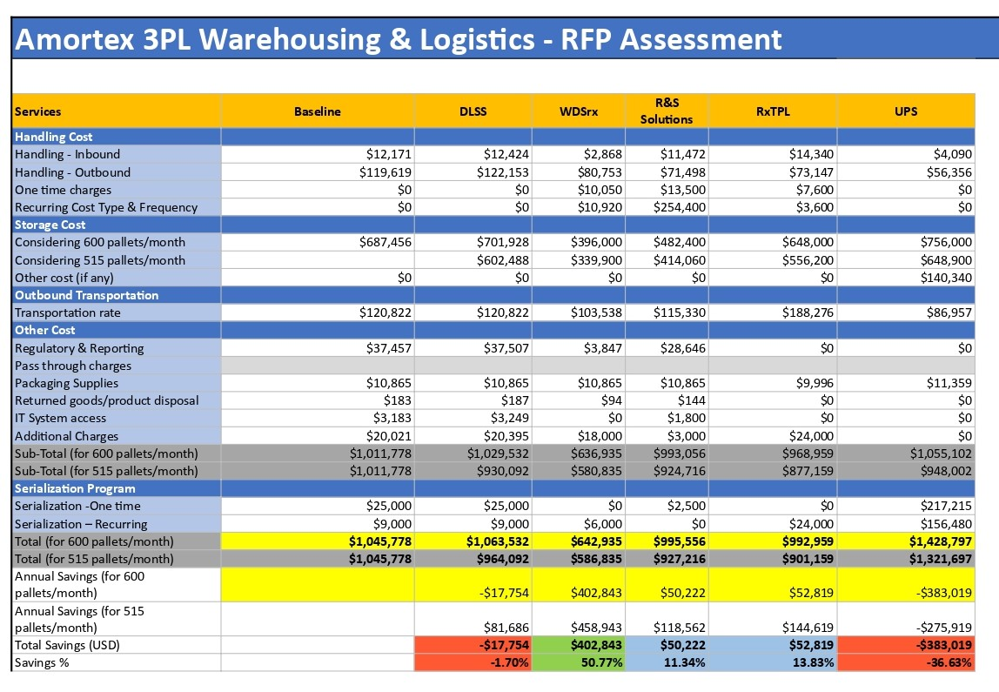 Amortex 3PL Warehousing & Logistics - RFP Assessment
Services Baseline DLSS WDSrx R&S Solutions RxTPL UPS
Handling Cost
Handling - Inbound $12,171 $12,424 $2,868 $11,472 $14,340 $4,090
Handling - Outbound $119,619 $122,153 $80,753 $71,498 $73,147 $56,356
One time charges $0 $0 $10,050 $13,500 $7,600 $0
Recurring Cost Type & Frequency $0 $0 $10,920 $254,400 $3,600 $0
Storage Cost
Considering 600 pallets/month $687,456 $701,928 $396,000 $482,400 $648,000 $756,000
Considering 515 pallets/month $602,488 $339,900 $414,060 $556,200 $648,900
Other cost (if any) $0 $0 $0 $0 $0 $140,340
Outbound Transportation
Transportation rate $120,822 $120,822 $103,538 $115,330 $188,276 $86,957
Other Cost
Regulatory & Reporting $37,457 $37,507 $3,847 $28,646 $0 $0
Pass through charges
Packaging Supplies $10,865 $10,865 $10,865 $10,865 $9,996 $11,359
Returned goods/product disposal $183 $187 $94 $144 $0 $0
IT System access $3,183 $3,249 $0 $1,800 $0 $0
Additional Charges $20,021 $20,395 $18,000 $3,000 $24,000 $0
Sub-Total (for 600 pallets/month) $1,011,778 $1,029,532 $636,935 $993,056 $968,959 $1,055,102
Sub-Total (for 515 pallets/month) $1,011,778 $930,092 $580,835 $924,716 $877,159 $948,002
Serialization Program
Serialization -One time $25,000 $25,000 $0 $2,500 $0 $217,215
Serialization – Recurring $9,000 $9,000 $6,000 $0 $24,000 $156,480
Total (for 600 pallets/month) $1,045,778 $1,063,532 $642,935 $995,556 $992,959 $1,428,797
Total (for 515 pallets/month) $1,045,778 $964,092 $586,835 $927,216 $901,159 $1,321,697
Annual Savings (for 600
pallets/month) -$17,754 $402,843 $50,222 $52,819 -$383,019
Annual Savings (for 515
pallets/month) $81,686 $458,943 $118,562 $144,619 -$275,919
Total Savings (USD) -$17,754 $402,843 $50,222 $52,819 -$383,019
Savings % -1.70% 50.77% 11.34% 13.83% -36.63%